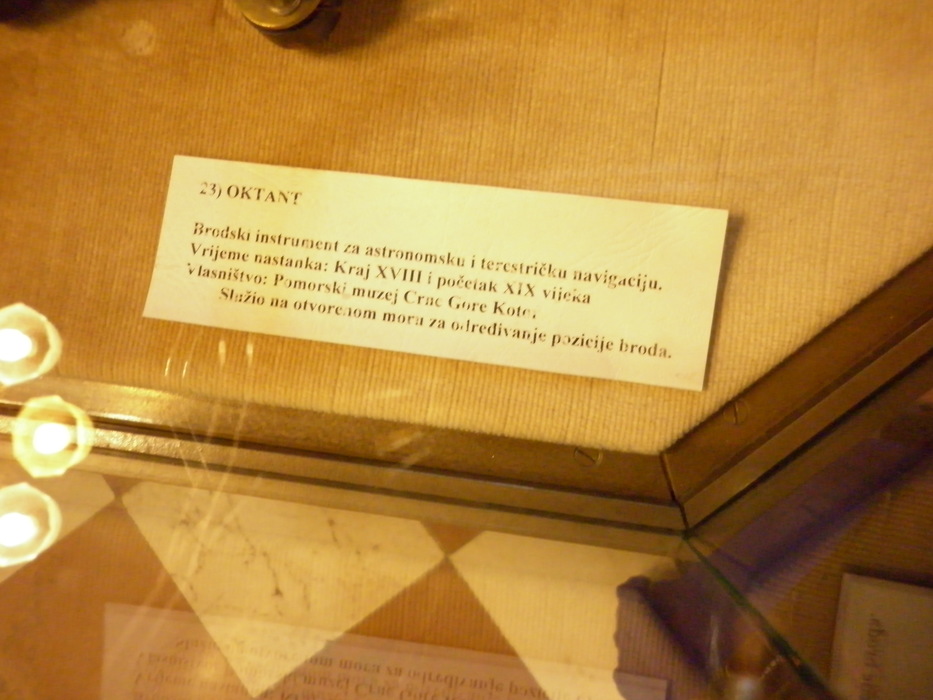 23) OKTANT
Brodski instrument za astronomsku i terestričku navigaciju.
Vrijeme nastanka: Kraj XVIII i početak XIX vijeka
Vlasništvo: Pomorski muzej Crne Gore Kotor
Služio na otvorenom moru za određivanje pozicije broda.